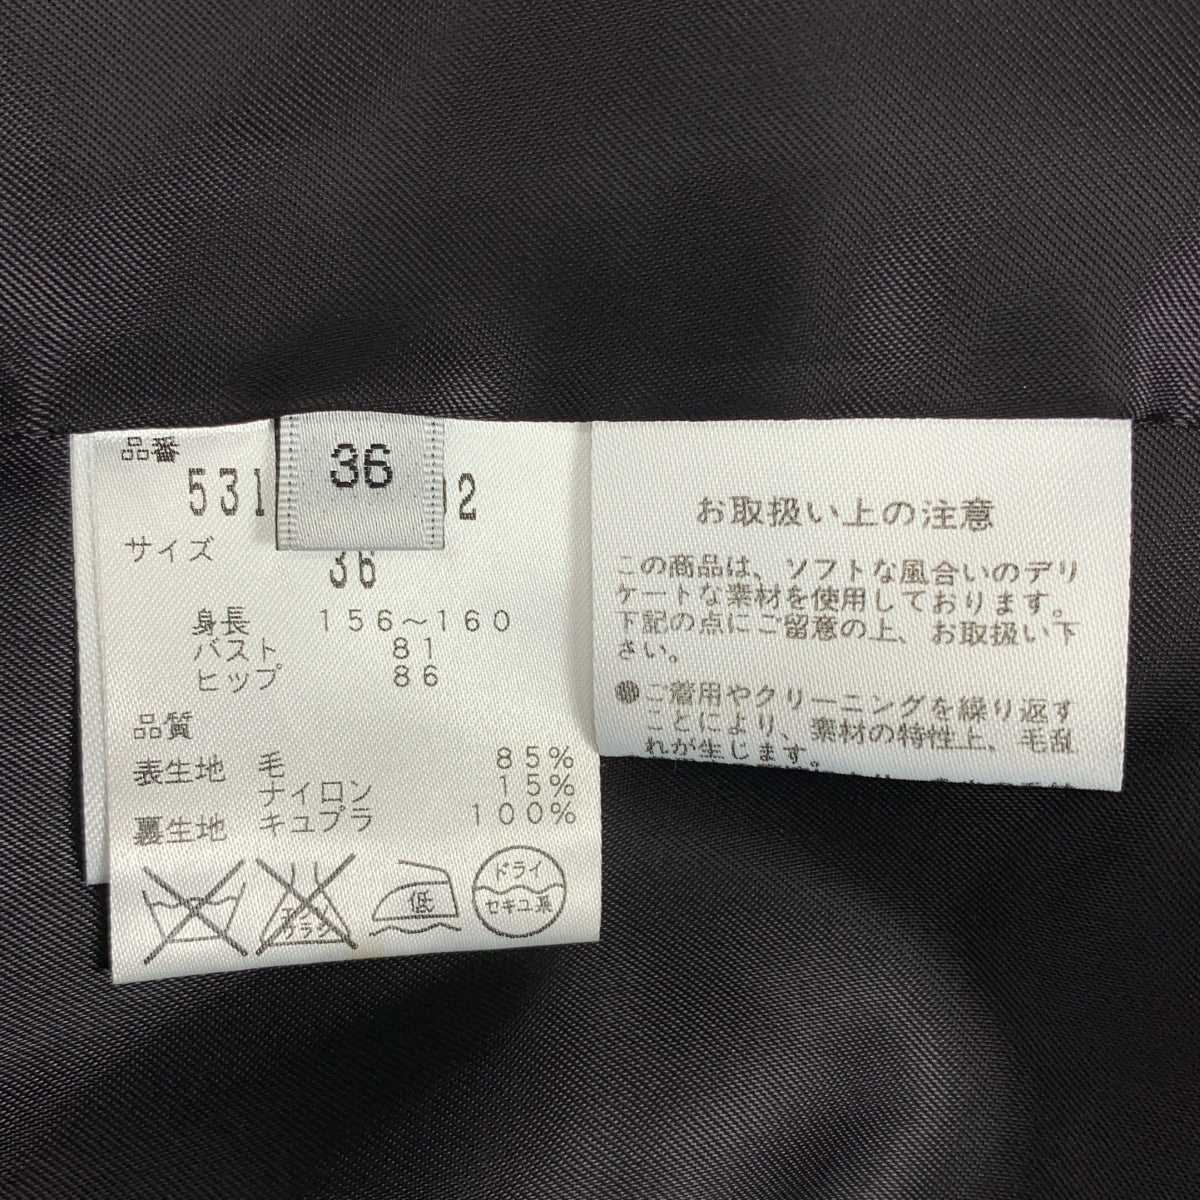 品番
36
531
02
サイズ
36
身長 156～160
バスト 81
ヒップ 86
品質
表生地 毛 85%
ナイロン 15%
裏生地 キュプラ 100%
エンソ
サラシ
低
ドライ
セキユ系
お取扱い上の注意
この商品は、ソフトな風合いのデリ
ケートな素材を使用しております。
下記の点にご留意の上、お取扱い下
さい。
●ご着用やクリーニングを繰り返す
ことにより、素材の特性上、毛乱
れが生じます。